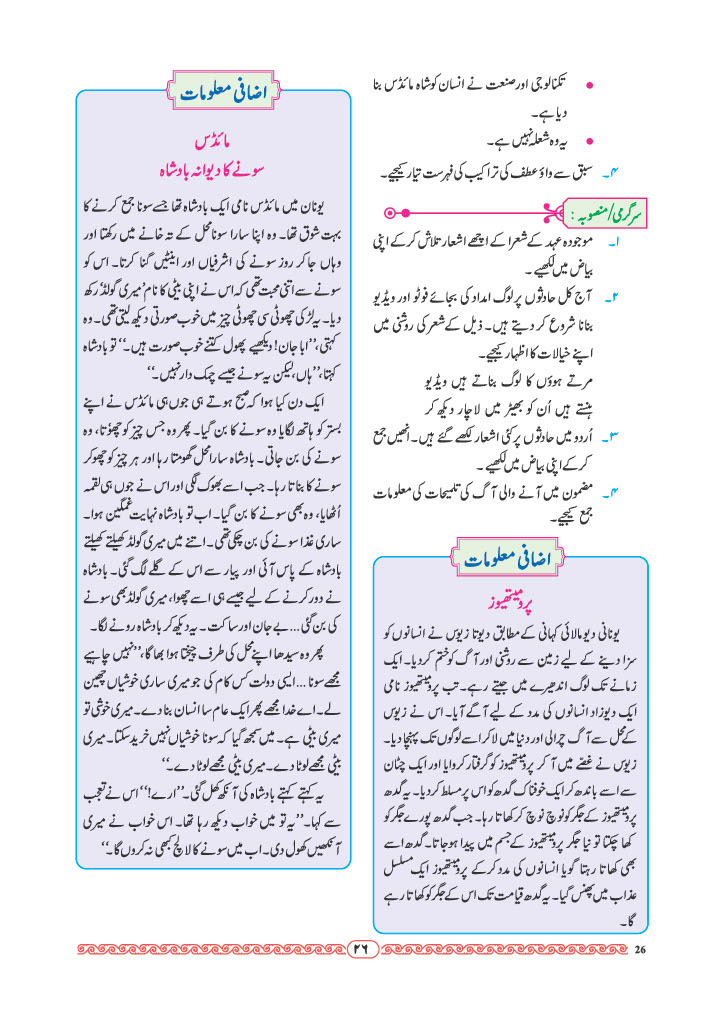 ● تکنالوجی اور صنعت نے انسان کو شاہ مائڈس بنا
دیا ہے۔
● یہ وہ شعلہ نہیں ہے۔
۴۔ سبق سے واؤ عطف کی تراکیب کی فہرست تیار کیجیے۔
سرگرمی/منصوبہ :
۱۔ موجودہ عہد کے شعرا کے اچھے اشعار تلاش کر کے اپنی
بیاض میں لکھیے۔
۲۔ آج کل حادثوں پر لوگ امداد کی بجائے فوٹو اور ویڈیو
بنانا شروع کر دیتے ہیں۔ ذیل کے شعر کی روشنی میں
اپنے خیالات کا اظہار کیجیے۔
مرتے ہوؤں کا لوگ بناتے ہیں ویڈیو
ہنستے ہیں اُن کو بھیڑ میں لاچار دیکھ کر
۳۔ اُردو میں حادثوں پر کئی اشعار لکھے گئے ہیں۔ انھیں جمع
کر کے اپنی بیاض میں لکھیے۔
۴۔ مضمون میں آنے والی آگ کی تلمیحات کی معلومات
جمع کیجیے۔
اضافی معلومات
پرومیتھیوز
یونانی دیومالائی کہانی کے مطابق دیوتا زیوس نے انسانوں کو
سزا دینے کے لیے زمین سے روشنی اور آگ کو ختم کر دیا۔ ایک
زمانے تک لوگ اندھیرے میں جیتے رہے۔ تب پرومیتھیوز نامی
ایک دیوزاد انسانوں کی مدد کے لیے آگے آیا۔ اس نے زیوس
کے محل سے آگ چرالی اور دنیا میں لاکر اسے لوگوں تک پہنچا دیا۔
زیوس نے غصے میں آ کر پرومیتھیوز کو گرفتار کروایا اور ایک چٹان
سے اسے باندھ کر ایک خوفناک گدھ کو اس پر مسلط کر دیا۔ یہ گدھ
پرومیتھیوز کے جگر کو نوچ نوچ کر کھاتا رہا۔ جب گدھ پورے جگر کو
کھا چکتا تو نیا جگر پرومیتھیوز کے جسم میں پیدا ہو جاتا۔ گدھ اسے
بھی کھاتا رہتا گویا انسانوں کی مدد کر کے پرومیتھیوز ایک مسلسل
عذاب میں پھنس گیا۔ یہ گدھ قیامت تک اس کے جگر کو کھاتا رہے
گا۔
اضافی معلومات
مائڈس
سونے کا دیوانہ بادشاہ
یونان میں مائڈس نامی ایک بادشاہ تھا جسے سونا جمع کرنے کا
بہت شوق تھا۔ وہ اپنا سارا سونا محل کے تہ خانے میں رکھتا اور
وہاں جا کر روز سونے کی اشرفیاں اور اینٹیں گنا کرتا۔ اس کو
سونے سے اتنی محبت تھی کہ اس نے اپنی بیٹی کا نام 'میری گولڈ' رکھ
دیا۔ یہ لڑکی چھوٹی سی چھوٹی چیز میں خوب صورتی دیکھ لیتی تھی۔ وہ
کہتی، ''ابا جان! دیکھیے پھول کتنے خوب صورت ہیں۔'' تو بادشاہ
کہتا، ''ہاں، لیکن یہ سونے جیسے چمک دار نہیں۔''
ایک دن کیا ہوا کہ صبح ہوتے ہی جوں ہی مائڈس نے اپنے
بستر کو ہاتھ لگایا وہ سونے کا بن گیا۔ پھر وہ جس چیز کو چھوتا، وہ
سونے کی بن جاتی۔ بادشاہ سارا محل گھومتا رہا اور ہر چیز کو چھو کر
سونے کا بناتا رہا۔ جب اسے بھوک لگی اور اس نے جوں ہی لقمہ
اُٹھایا، وہ بھی سونے کا بن گیا۔ اب تو بادشاہ نہایت غمگین ہوا۔
ساری غذا سونے کی بن چکی تھی۔ اتنے میں میری گولڈ کھیلتے کھیلتے
بادشاہ کے پاس آئی اور پیار سے اس کے گلے لگ گئی۔ بادشاہ
نے دور کرنے کے لیے جیسے ہی اسے چھوا، میری گولڈ بھی سونے
کی بن گئی... بے جان اور ساکت۔ یہ دیکھ کر بادشاہ رونے لگا۔
پھر وہ سیدھا اپنے محل کی طرف چیختا ہوا بھاگا، ''نہیں چاہیے
مجھے سونا... ایسی دولت کس کام کی جو میری ساری خوشیاں چھین
لے۔ اے خدا مجھے پھر ایک عام سا انسان بنا دے۔ میری خوشی تو
میری بیٹی ہے۔ میں سمجھ گیا کہ سونا خوشیاں نہیں خرید سکتا۔ میری
بیٹی مجھے لوٹا دے۔ میری بیٹی مجھے لوٹا دے۔''
یہ کہتے کہتے بادشاہ کی آنکھ کھل گئی۔ ''ارے!'' اس نے تعجب
سے کہا۔ ''یہ تو میں خواب دیکھ رہا تھا۔ اس خواب نے میری
آنکھیں کھول دی۔ اب میں سونے کا لالچ کبھی نہ کروں گا۔''
۲۶
26